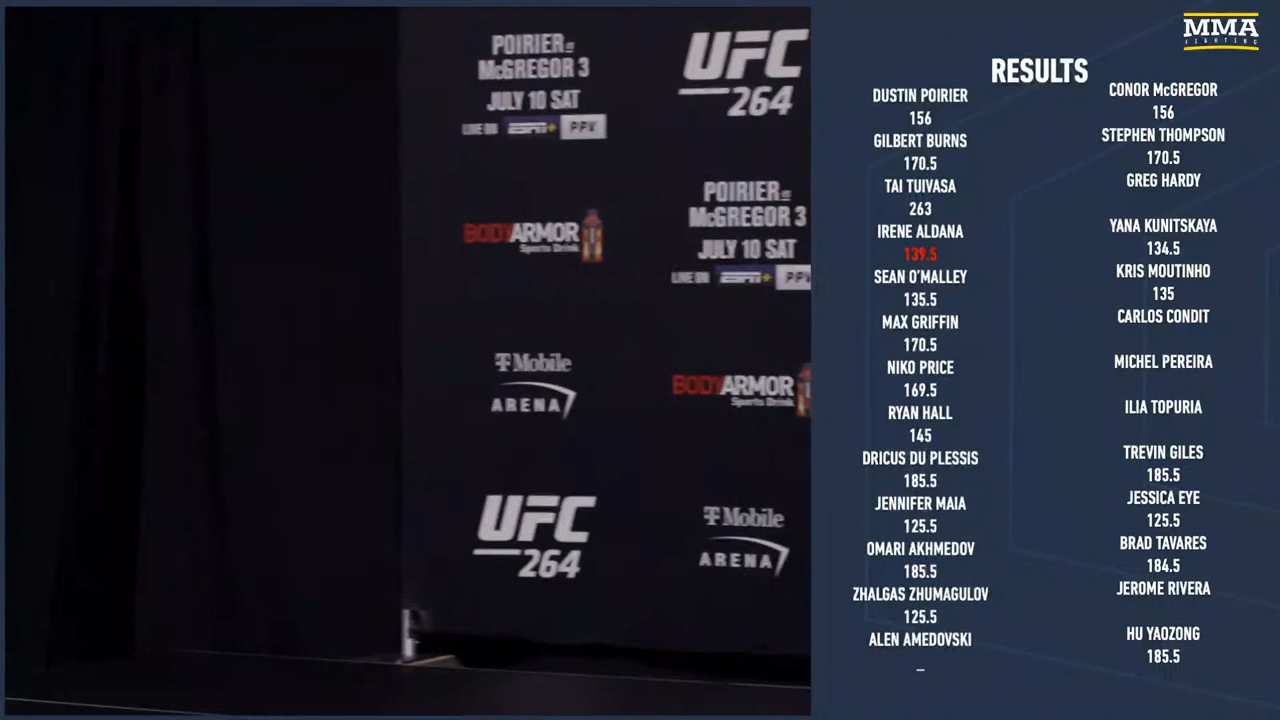 POIRIER vs
McGREGOR 3
JULY 10 SAT
LIVE ON ESPN+ PPV
UFC
264
BODYARMOR
Sports Drink
POIRIER vs
McGREGOR 3
JULY 10 SAT
LIVE ON ESPN+ PPV
T Mobile
ARENA
BODYARMOR
Sports Drink
UFC
264
T Mobile
ARENA
MMA
FIGHTING
RESULTS
DUSTIN POIRIER
156
GILBERT BURNS
170.5
TAI TUIVASA
263
IRENE ALDANA
139.5
SEAN O'MALLEY
135.5
MAX GRIFFIN
170.5
NIKO PRICE
169.5
RYAN HALL
145
DRICUS DU PLESSIS
185.5
JENNIFER MAIA
125.5
OMARI AKHMEDOV
185.5
ZHALGAS ZHUMAGULOV
125.5
ALEN AMEDOVSKI
–
CONOR McGREGOR
156
STEPHEN THOMPSON
170.5
GREG HARDY
YANA KUNITSKAYA
134.5
KRIS MOUTINHO
135
CARLOS CONDIT
MICHEL PEREIRA
ILIA TOPURIA
TREVIN GILES
185.5
JESSICA EYE
125.5
BRAD TAVARES
184.5
JEROME RIVERA
HU YAOZONG
185.5